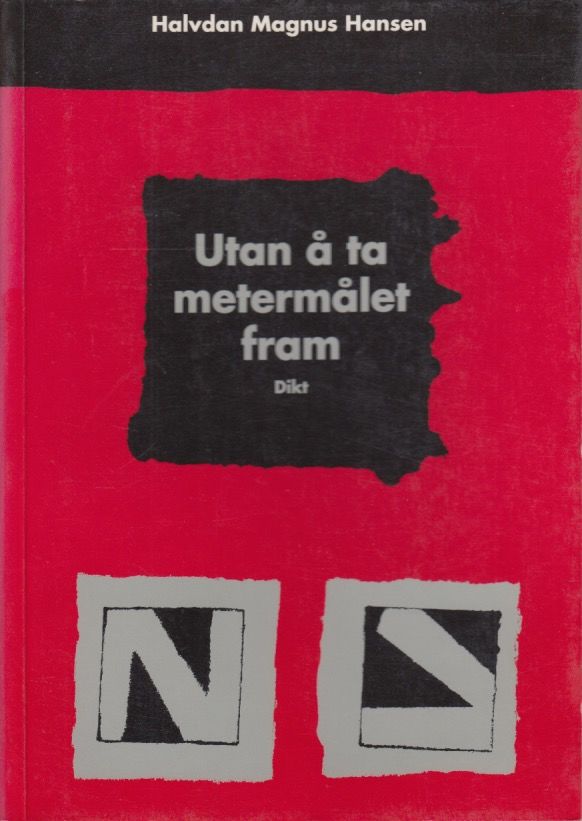 Halvdan Magnus Hansen
Utan å ta
metermålet
fram
Dikt
N